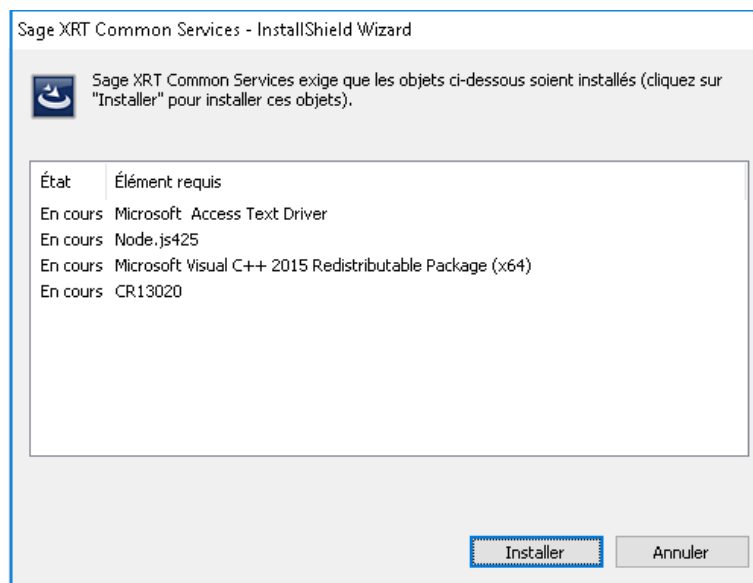 Sage XRT Common Services - InstallShield Wizard
Sage XRT Common Services exige que les objets ci-dessous soient installés (cliquez sur
"Installer" pour installer ces objets).
État Élément requis
En cours Microsoft Access Text Driver
En cours Node.js425
En cours Microsoft Visual C++ 2015 Redistributable Package (x64)
En cours CR13020
Installer Annuler